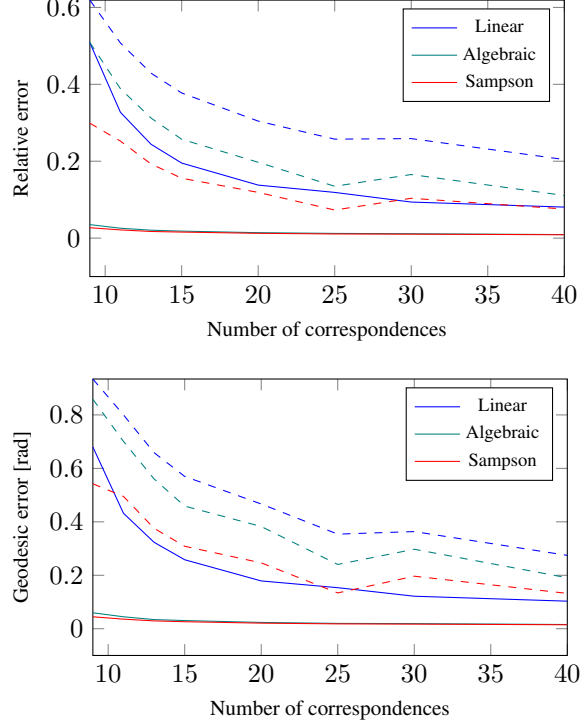 0.6
0.4
0.2
0
Relative error
Linear
Algebraic
Sampson
10 15 20 25 30 35 40
Number of correspondences
0.8
0.6
0.4
0.2
0
Geodesic error [rad]
Linear
Algebraic
Sampson
10 15 20 25 30 35 40
Number of correspondences